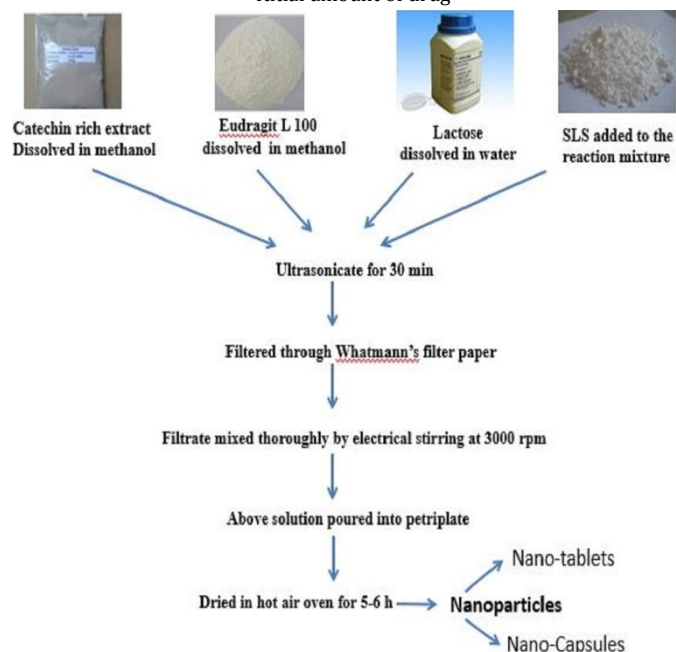 Catechin rich extract
Dissolved in methanol
Eudragit L 100
dissolved in methanol
Lactose
dissolved in water
SLS added to the
reaction mixture
Ultrasonicate for 30 min
Filtered through Whatmann's filter paper
Filtrate mixed thoroughly by electrical stirring at 3000 rpm
Above solution poured into petriplate
Nano-tablets
Dried in hot air oven for 5-6 h
Nanoparticles
Nano-Capsules